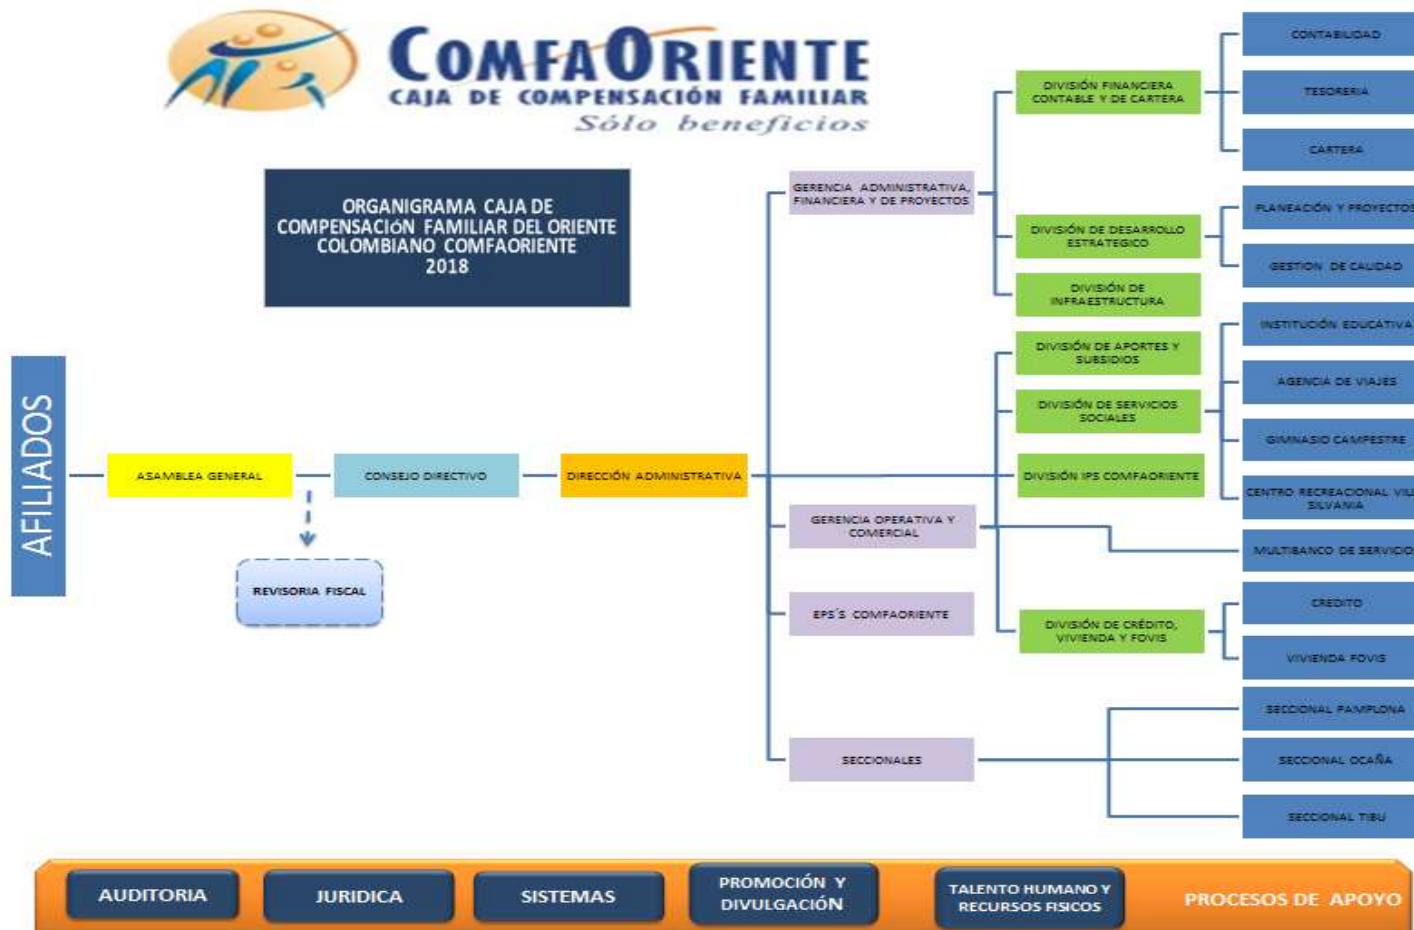 COMFAORIENTE
CAJA DE COMPENSACIÓN FAMILIAR
Sólo beneficios
ORGANIGRAMA CAJA DE
COMPENSACIóN FAMILIAR DEL ORIENTE
COLOMBIANO COMFAORIENTE
2018
AFILIADOS
ASAMBLEA GENERAL
REVISORIA FISCAL
CONSEJO DIRECTIVO
DIRECCIÓN ADMINISTRATIVA
GERENCIA ADMINISTRATIVA,
FINANCIERA Y DE PROYECTOS
GERENCIA OPERATIVA Y
COMERCIAL
EPS´S COMFAORIENTE
SECCIONALES
DIVISIÓN FINANCIERA
CONTABLE Y DE CARTERA
DIVISIÓN DE DESARROLLO
ESTRATEGICO
DIVISIÓN DE
INFRAESTRUCTURA
DIVISIÓN DE APORTES Y
SUBSIDIOS
DIVISIÓN DE SERVICIOS
SOCIALES
DIVISIÓN IPS COMFAORIENTE
DIVISIÓN DE CRÉDITO,
VIVIENDA Y FOVIS
CONTABILIDAD
TESORERIA
CARTERA
PLANEACIÓN Y PROYECTOS
GESTION DE CALIDAD
INSTITUCIÓN EDUCATIVA
AGENCIA DE VIAJES
GIMNASIO CAMPESTRE
CENTRO RECREACIONAL VILL
SILVANIA
MULTIBANCO DE SERVICIO
CREDITO
VIVIENDA FOVIS
SECCIONAL PAMPLONA
SECCIONAL OCAÑA
SECCIONAL TIBU
AUDITORIA
JURIDICA
SISTEMAS
PROMOCIÓN Y
DIVULGACIÓN
TALENTO HUMANO Y
RECURSOS FISICOS
PROCESOS DE APOYO